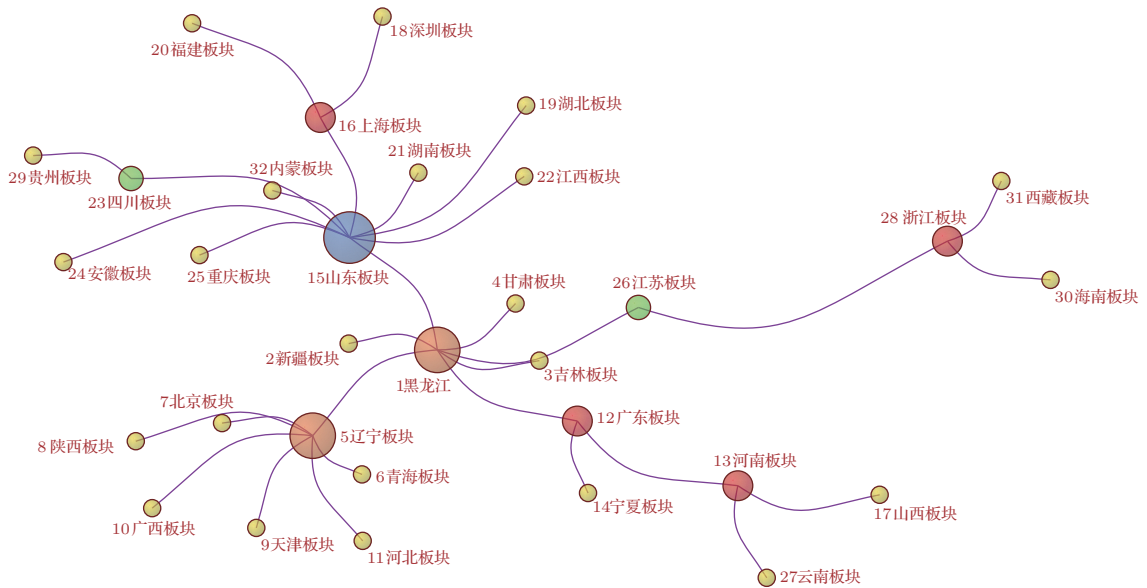 18深圳板块
20福建板块
19湖北板块
16上海板块
21湖南板块
32内蒙板块
29贵州板块
22江西板块
31西藏板块
23四川板块
28 浙江板块
24安徽板块
25重庆板块
15山东板块
4甘肃板块
26江苏板块
30海南板块
2新疆板块
3吉林板块
1黑龙江
7北京板块
12广东板块
8 陕西板块
5辽宁板块
13河南板块
6青海板块
14宁夏板块
17山西板块
10广西板块
9天津板块
11河北板块
27云南板块